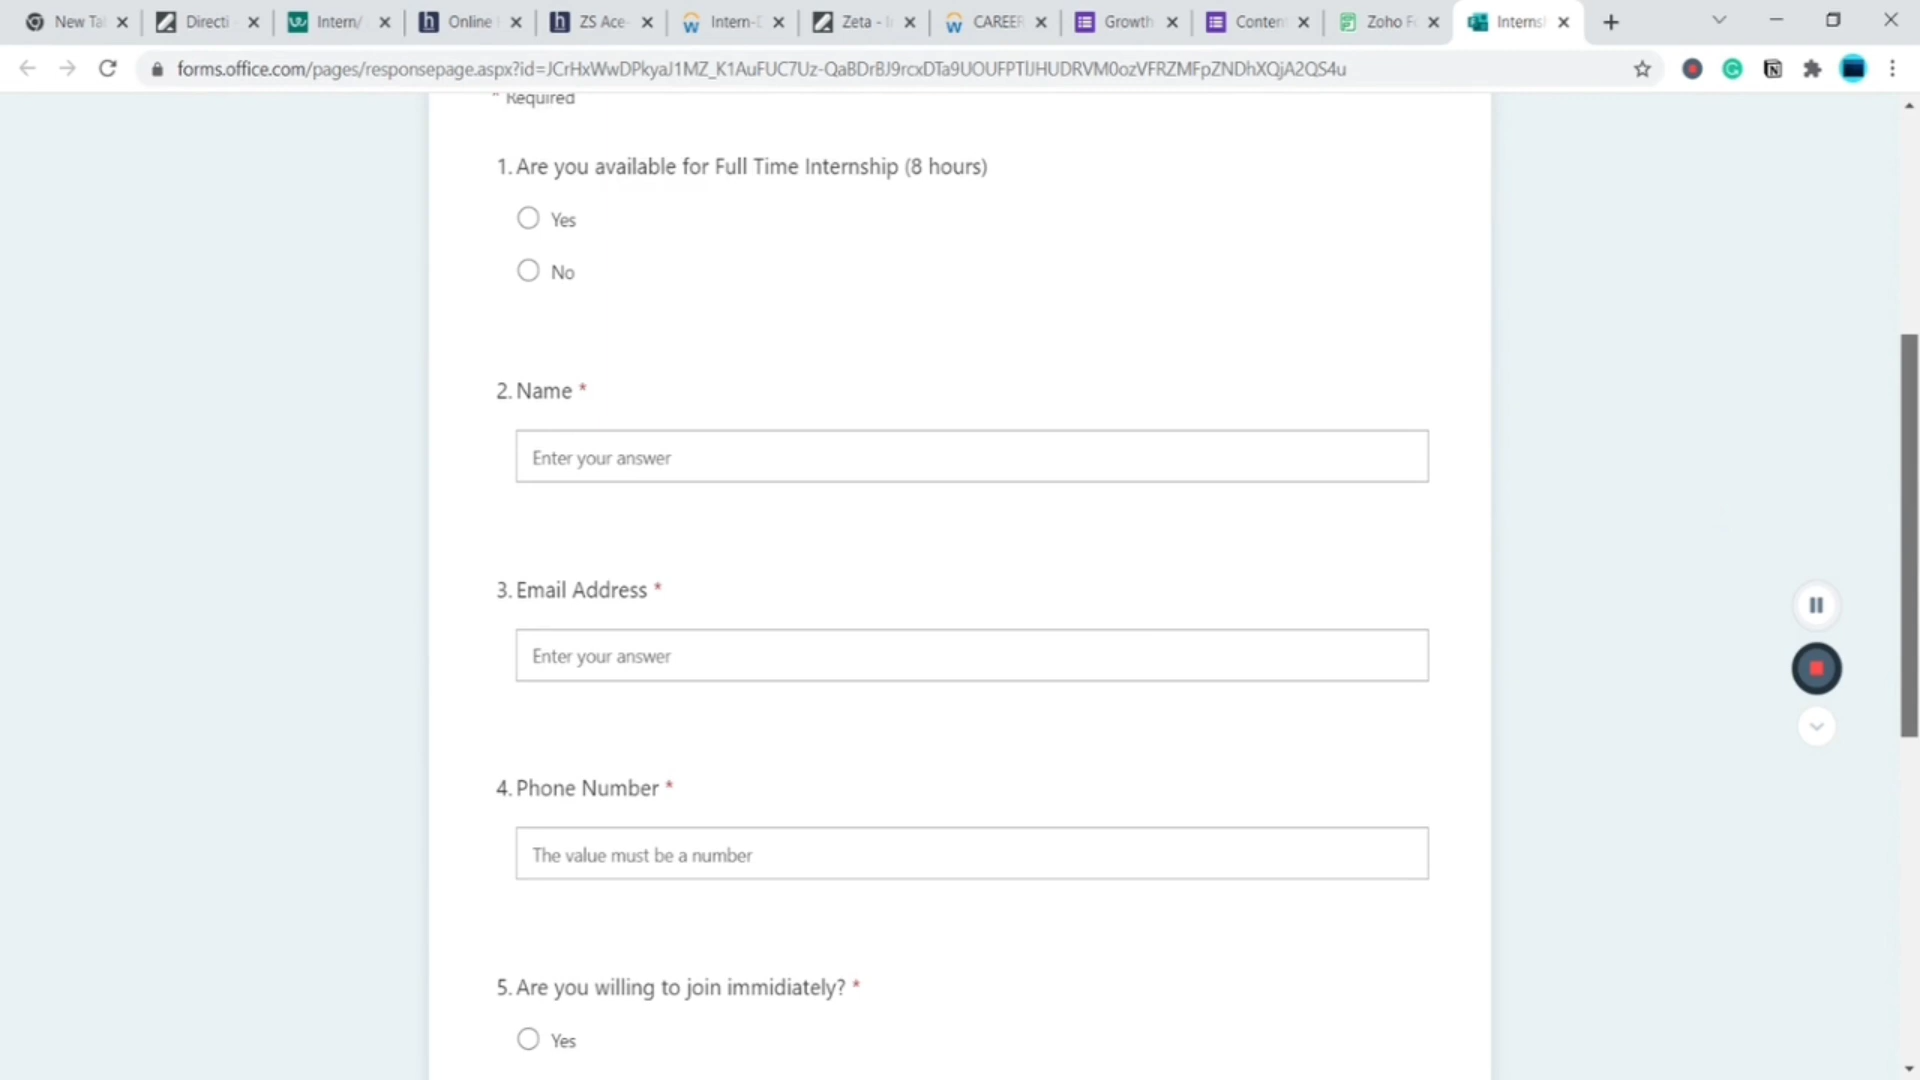 New Ta
Directi
Intern/
Online
ZS Ace
Intern-D
Zeta - I
CAREER
Growth
Conten
Zoho F
Interns
forms.office.com/pages/responsepage.aspx?id=JCrHxWwDPkyaJ1MZ_K1AuFUC7Uz-QaBDrBJ9rcxDTa9UOUFPTlJHUDRVM0ozVFRZMFpZNDhXQjA2QS4u
* Required
1. Are you available for Full Time Internship (8 hours)
Yes
No
2. Name *
Enter your answer
3. Email Address *
Enter your answer
4. Phone Number *
The value must be a number
5. Are you willing to join immidiately? *
Yes